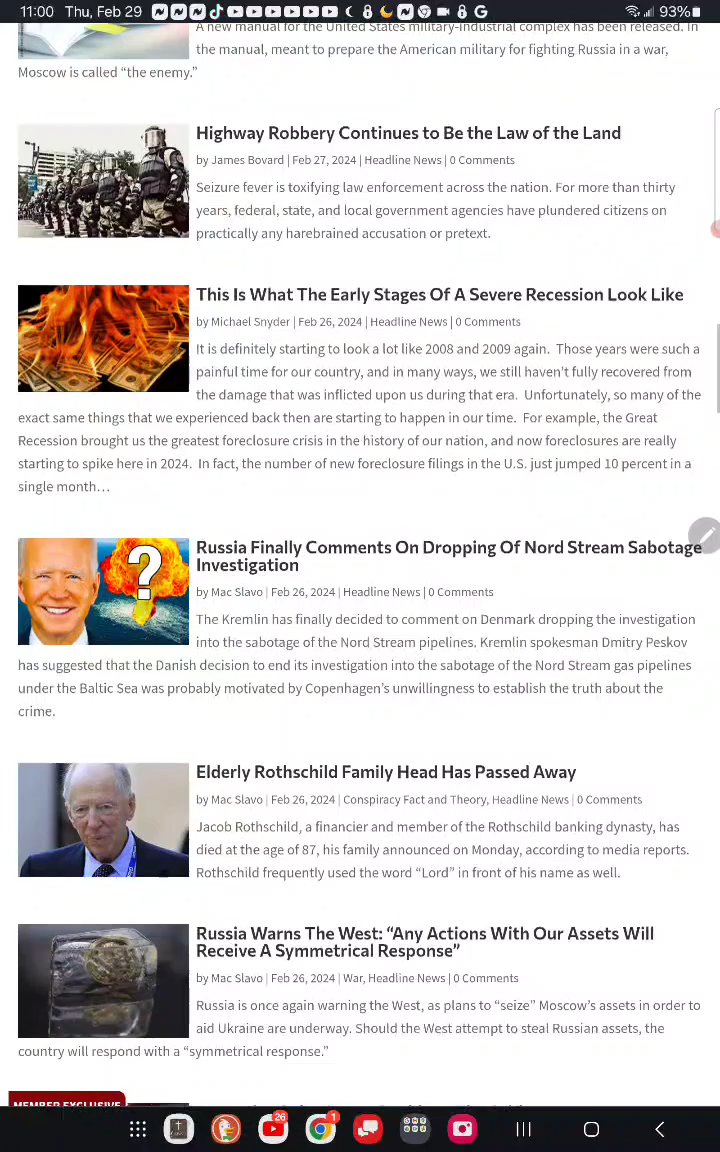 11:00 Thu, Feb 29
93%
A new manual for the United States military-industrial complex has been released. In
the manual, meant to prepare the American military for fighting Russia in a war,
Moscow is called “the enemy.”
Highway Robbery Continues to Be the Law of the Land
by James Bovard | Feb 27, 2024 | Headline News | 0 Comments
Seizure fever is toxifying law enforcement across the nation. For more than thirty
years, federal, state, and local government agencies have plundered citizens on
practically any harebrained accusation or pretext.
This Is What The Early Stages Of A Severe Recession Look Like
by Michael Snyder | Feb 26, 2024 | Headline News | 0 Comments
It is definitely starting to look a lot like 2008 and 2009 again.  Those years were such a
painful time for our country, and in many ways, we still haven’t fully recovered from
the damage that was inflicted upon us during that era.  Unfortunately, so many of the
exact same things that we experienced back then are starting to happen in our time.  For example, the Great
Recession brought us the greatest foreclosure crisis in the history of our nation, and now foreclosures are really
starting to spike here in 2024.  In fact, the number of new foreclosure filings in the U.S. just jumped 10 percent in a
single month…
Russia Finally Comments On Dropping Of Nord Stream Sabotage
Investigation
by Mac Slavo | Feb 26, 2024 | Headline News | 0 Comments
The Kremlin has finally decided to comment on Denmark dropping the investigation
into the sabotage of the Nord Stream pipelines. Kremlin spokesman Dmitry Peskov
has suggested that the Danish decision to end its investigation into the sabotage of the Nord Stream gas pipelines
under the Baltic Sea was probably motivated by Copenhagen’s unwillingness to establish the truth about the
crime.
Elderly Rothschild Family Head Has Passed Away
by Mac Slavo | Feb 26, 2024 | Conspiracy Fact and Theory, Headline News | 0 Comments
Jacob Rothschild, a financier and member of the Rothschild banking dynasty, has
died at the age of 87, his family announced on Monday, according to media reports.
Rothschild frequently used the word “Lord” in front of his name as well.
Russia Warns The West: “Any Actions With Our Assets Will
Receive A Symmetrical Response”
by Mac Slavo | Feb 26, 2024 | War, Headline News | 0 Comments
Russia is once again warning the West, as plans to “seize” Moscow’s assets in order to
aid Ukraine are underway. Should the West attempt to steal Russian assets, the
country will respond with a “symmetrical response.”
MEMBER EXCLUSIVE
26
1